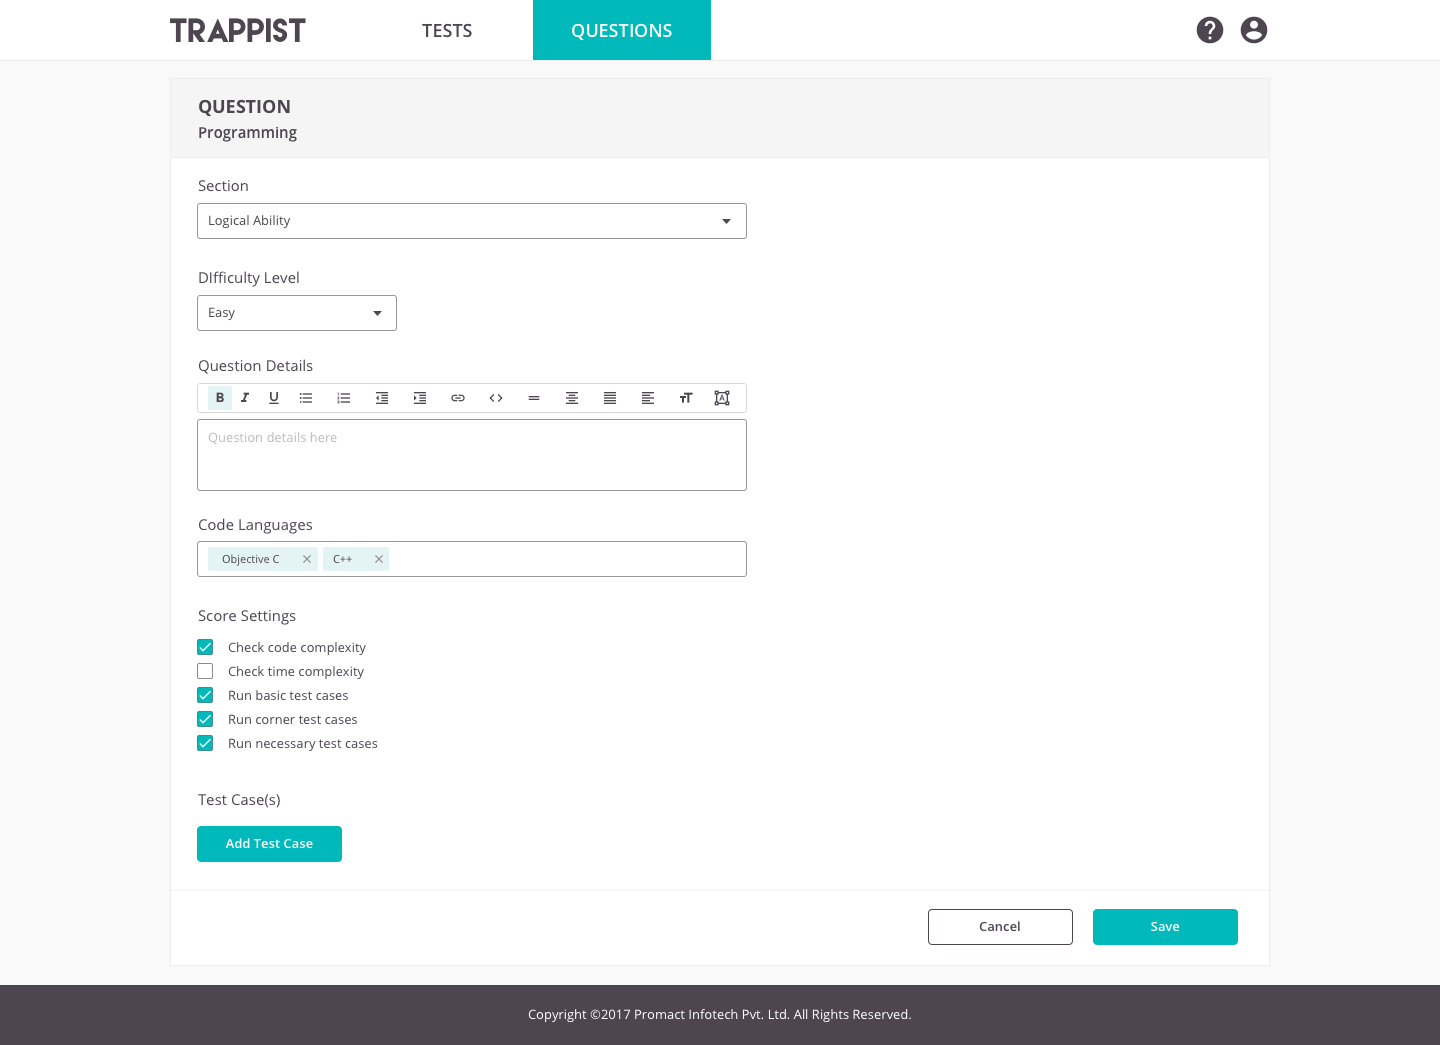 TRAPPIST
TESTS
QUESTIONS
QUESTION
Programming
Section
Logical Ability
DIfficulty Level
Easy
Question Details
B I U
Question details here
Code Languages
Objective C
C++
Score Settings
Check code complexity
Check time complexity
Run basic test cases
Run corner test cases
Run necessary test cases
Test Case(s)
Add Test Case
Cancel
Save
Copyright ©2017 Promact Infotech Pvt. Ltd. All Rights Reserved.